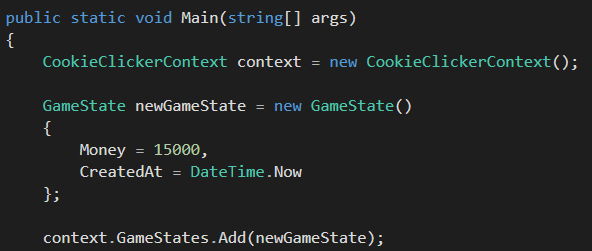 public static void Main(string[] args)
{
    CookieClickerContext context = new CookieClickerContext();

    GameState newGameState = new GameState()
    {
        Money = 15000,
        CreatedAt = DateTime.Now
    };

    context.GameStates.Add(newGameState);